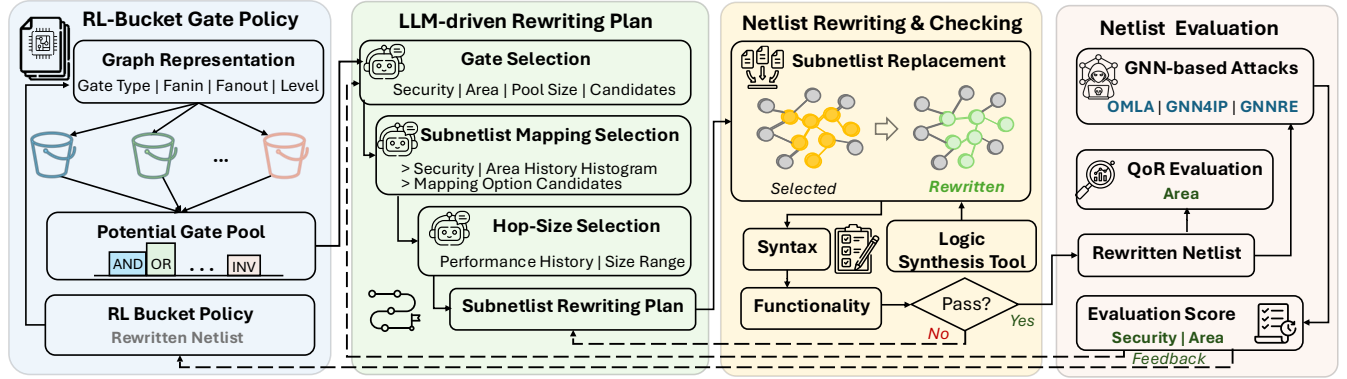 RL-Bucket Gate Policy
Graph Representation
Gate Type | Fanin | Fanout | Level
...
Potential Gate Pool
AND OR ... INV
RL Bucket Policy
Rewritten Netlist
LLM-driven Rewriting Plan
Gate Selection
Security | Area | Pool Size | Candidates
Subnetlist Mapping Selection
> Security | Area History Histogram
> Mapping Option Candidates
Hop-Size Selection
Performance History | Size Range
Subnetlist Rewriting Plan
Netlist Rewriting & Checking
Subnetlist Replacement
Selected
Rewritten
Syntax
Logic
Synthesis Tool
Functionality
Pass?
Yes
No
Netlist Evaluation
GNN-based Attacks
OMLA | GNN4IP | GNNRE
QoR Evaluation
Area
Rewritten Netlist
Evaluation Score
Security | Area
Feedback